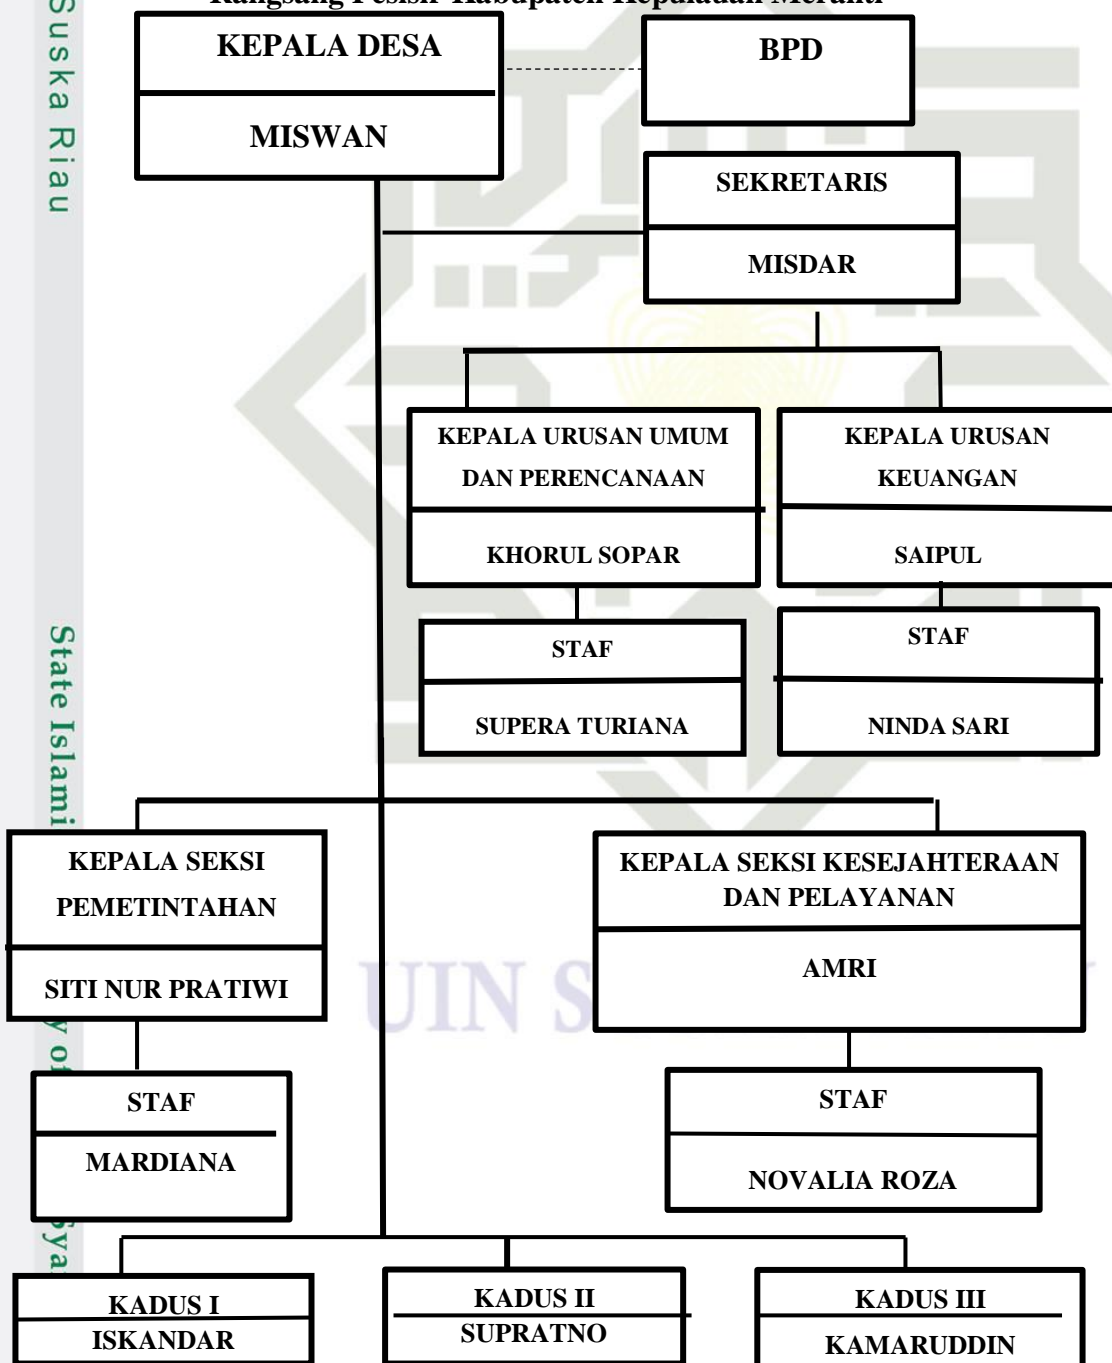 Rangsang Pesisir Kabupaten Kepulauan Meranti
KEPALA DESA
MISWAN
BPD
SEKRETARIS
MISDAR
KEPALA URUSAN UMUM
DAN PERENCANAAN
KHORUL SOPAR
KEPALA URUSAN
KEUANGAN
SAIPUL
STAF
SUPERA TURIANA
STAF
NINDA SARI
KEPALA SEKSI
PEMETINTAHAN
SITI NUR PRATIWI
KEPALA SEKSI KESEJAHTERAAN
DAN PELAYANAN
AMRI
STAF
MARDIANA
STAF
NOVALIA ROZA
KADUS I
ISKANDAR
KADUS II
SUPRATNO
KADUS III
KAMARUDDIN
Suska Riau
State Islami
y of
Sya
UIN S